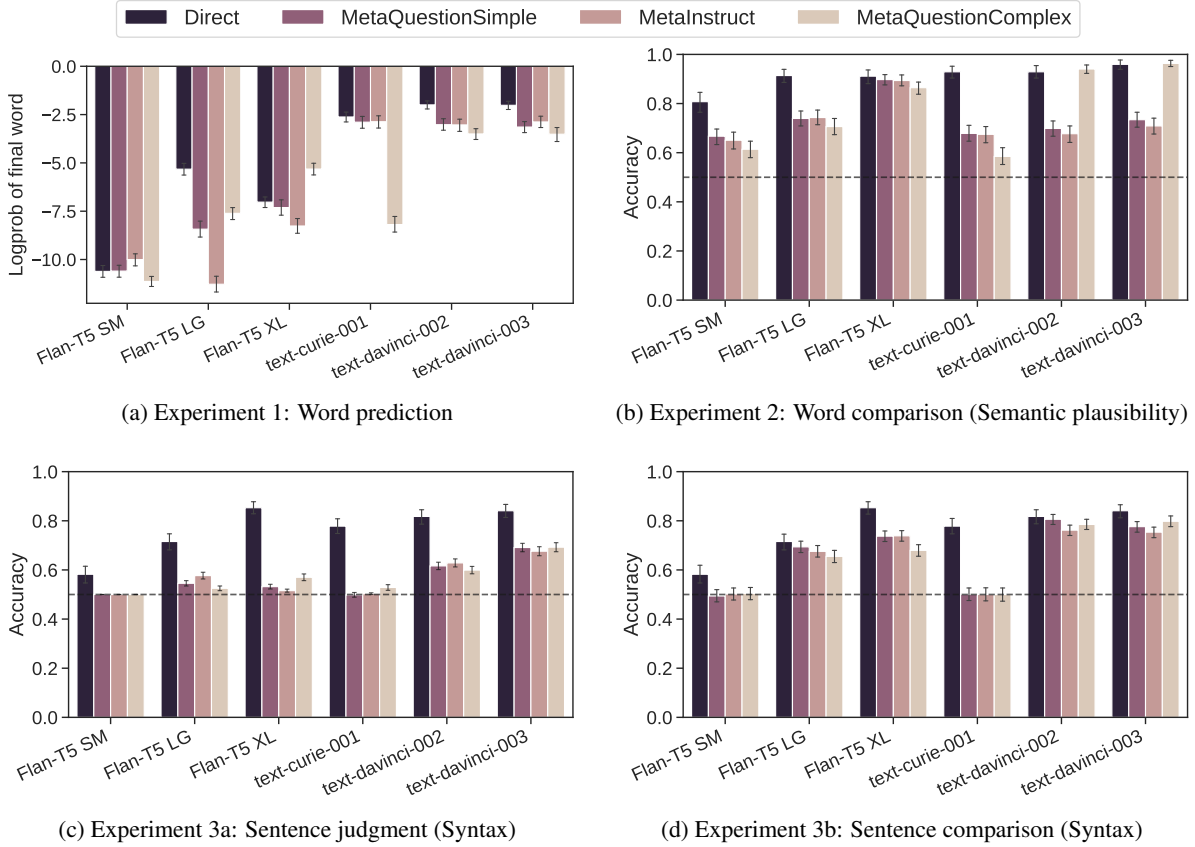 Direct MetaQuestionSimple MetaInstruct MetaQuestionComplex
Logprob of final word
0.0
−2.5
−5.0
−7.5
−10.0
Flan-T5 SM
Flan-T5 LG
Flan-T5 XL
text-curie-001
text-davinci-002
text-davinci-003
(a) Experiment 1: Word prediction
Accuracy
1.0
0.8
0.6
0.4
0.2
0.0
Flan-T5 SM
Flan-T5 LG
Flan-T5 XL
text-curie-001
text-davinci-002
text-davinci-003
(b) Experiment 2: Word comparison (Semantic plausibility)
Accuracy
1.0
0.8
0.6
0.4
0.2
0.0
Flan-T5 SM
Flan-T5 LG
Flan-T5 XL
text-curie-001
text-davinci-002
text-davinci-003
(c) Experiment 3a: Sentence judgment (Syntax)
Accuracy
1.0
0.8
0.6
0.4
0.2
0.0
Flan-T5 SM
Flan-T5 LG
Flan-T5 XL
text-curie-001
text-davinci-002
text-davinci-003
(d) Experiment 3b: Sentence comparison (Syntax)